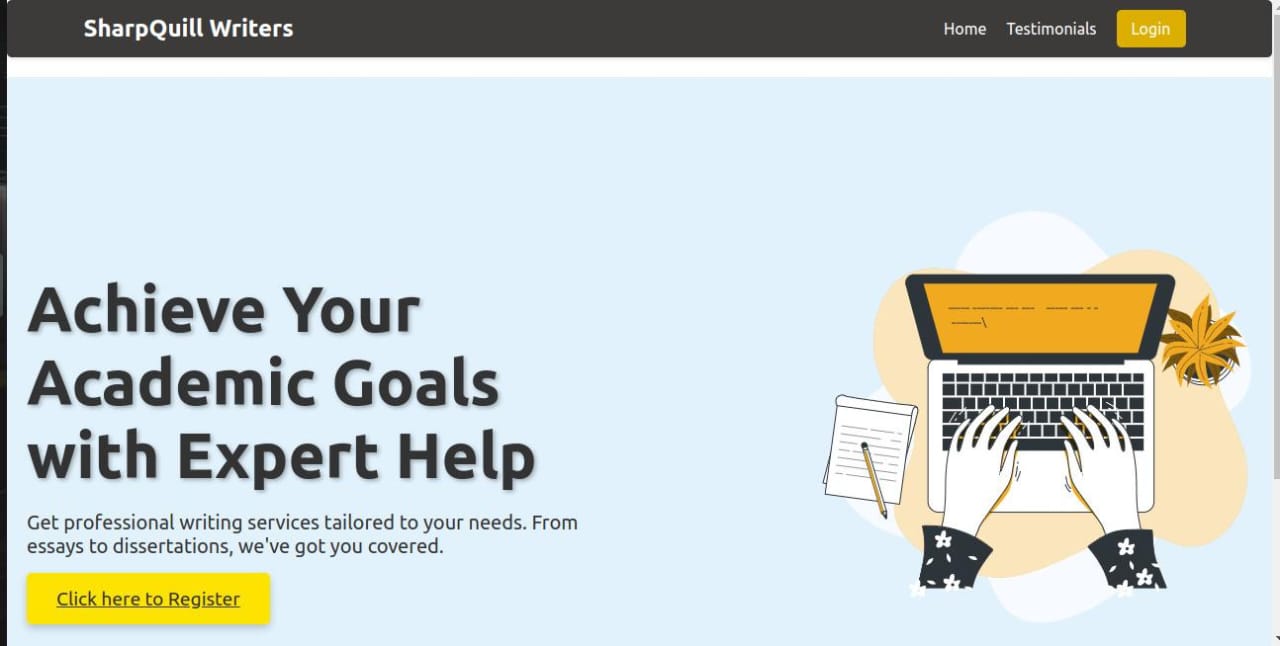 SharpQuill Writers
Home
Testimonials
Login
Achieve Your
Academic Goals
with Expert Help
Get professional writing services tailored to your needs. From
essays to dissertations, we've got you covered.
Click here to Register